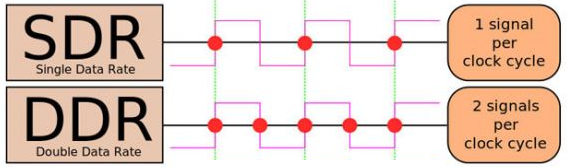 SDR
Single Data Rate
1 signal
per
clock cycle
DDR
Double Data Rate
2 signals
per
clock cycle